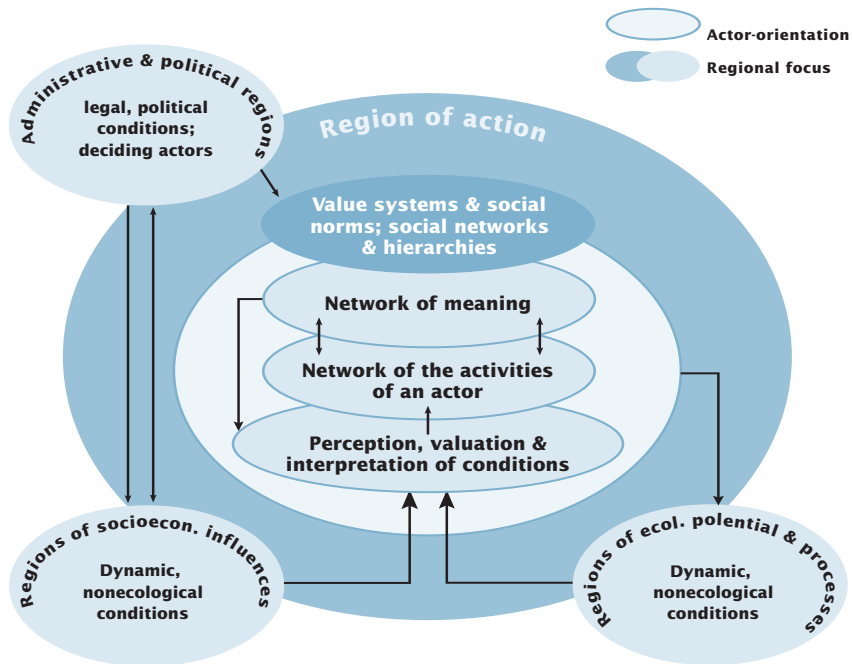 Actor-orientation
Regional focus
Administrative & political regions
legal, political
conditions;
deciding actors
Region of action
Value systems & social
norms; social networks
& hierarchies
Network of meaning
Network of the activities
of an actor
Perception, valuation &
interpretation of conditions
Regions of socioecon. influences
Dynamic,
nonecological
conditions
Regions of ecol. polential & processes
Dynamic,
nonecological
conditions